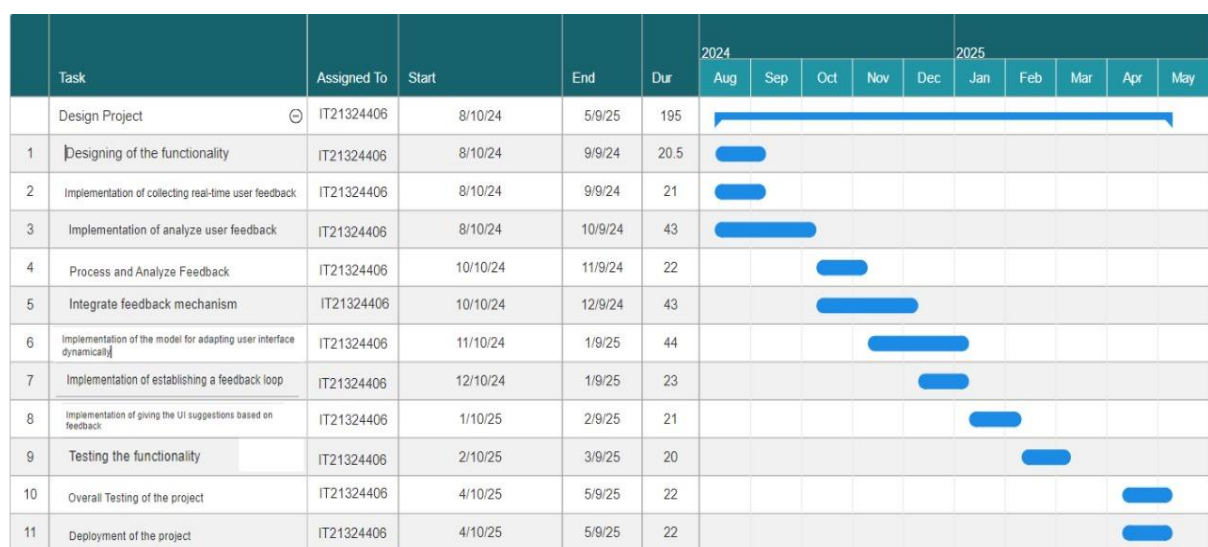 2024 2025
Task Assigned To Start End Dur Aug Sep Oct Nov Dec Jan Feb Mar Apr May
Design Project IT21324406 8/10/24 5/9/25 195
1 Designing of the functionality IT21324406 8/10/24 9/9/24 20.5
2 Implementation of collecting real-time user feedback IT21324406 8/10/24 9/9/24 21
3 Implementation of analyze user feedback IT21324406 8/10/24 10/9/24 43
4 Process and Analyze Feedback IT21324406 10/10/24 11/9/24 22
5 Integrate feedback mechanism IT21324406 10/10/24 12/9/24 43
6 Implementation of the model for adapting user interface
dynamically IT21324406 11/10/24 1/9/25 44
7 Implementation of establishing a feedback loop IT21324406 12/10/24 1/9/25 23
8 Implementation of giving the UI suggestions based on
feedback IT21324406 1/10/25 2/9/25 21
9 Testing the functionality IT21324406 2/10/25 3/9/25 20
10 Overall Testing of the project IT21324406 4/10/25 5/9/25 22
11 Deployment of the project IT21324406 4/10/25 5/9/25 22